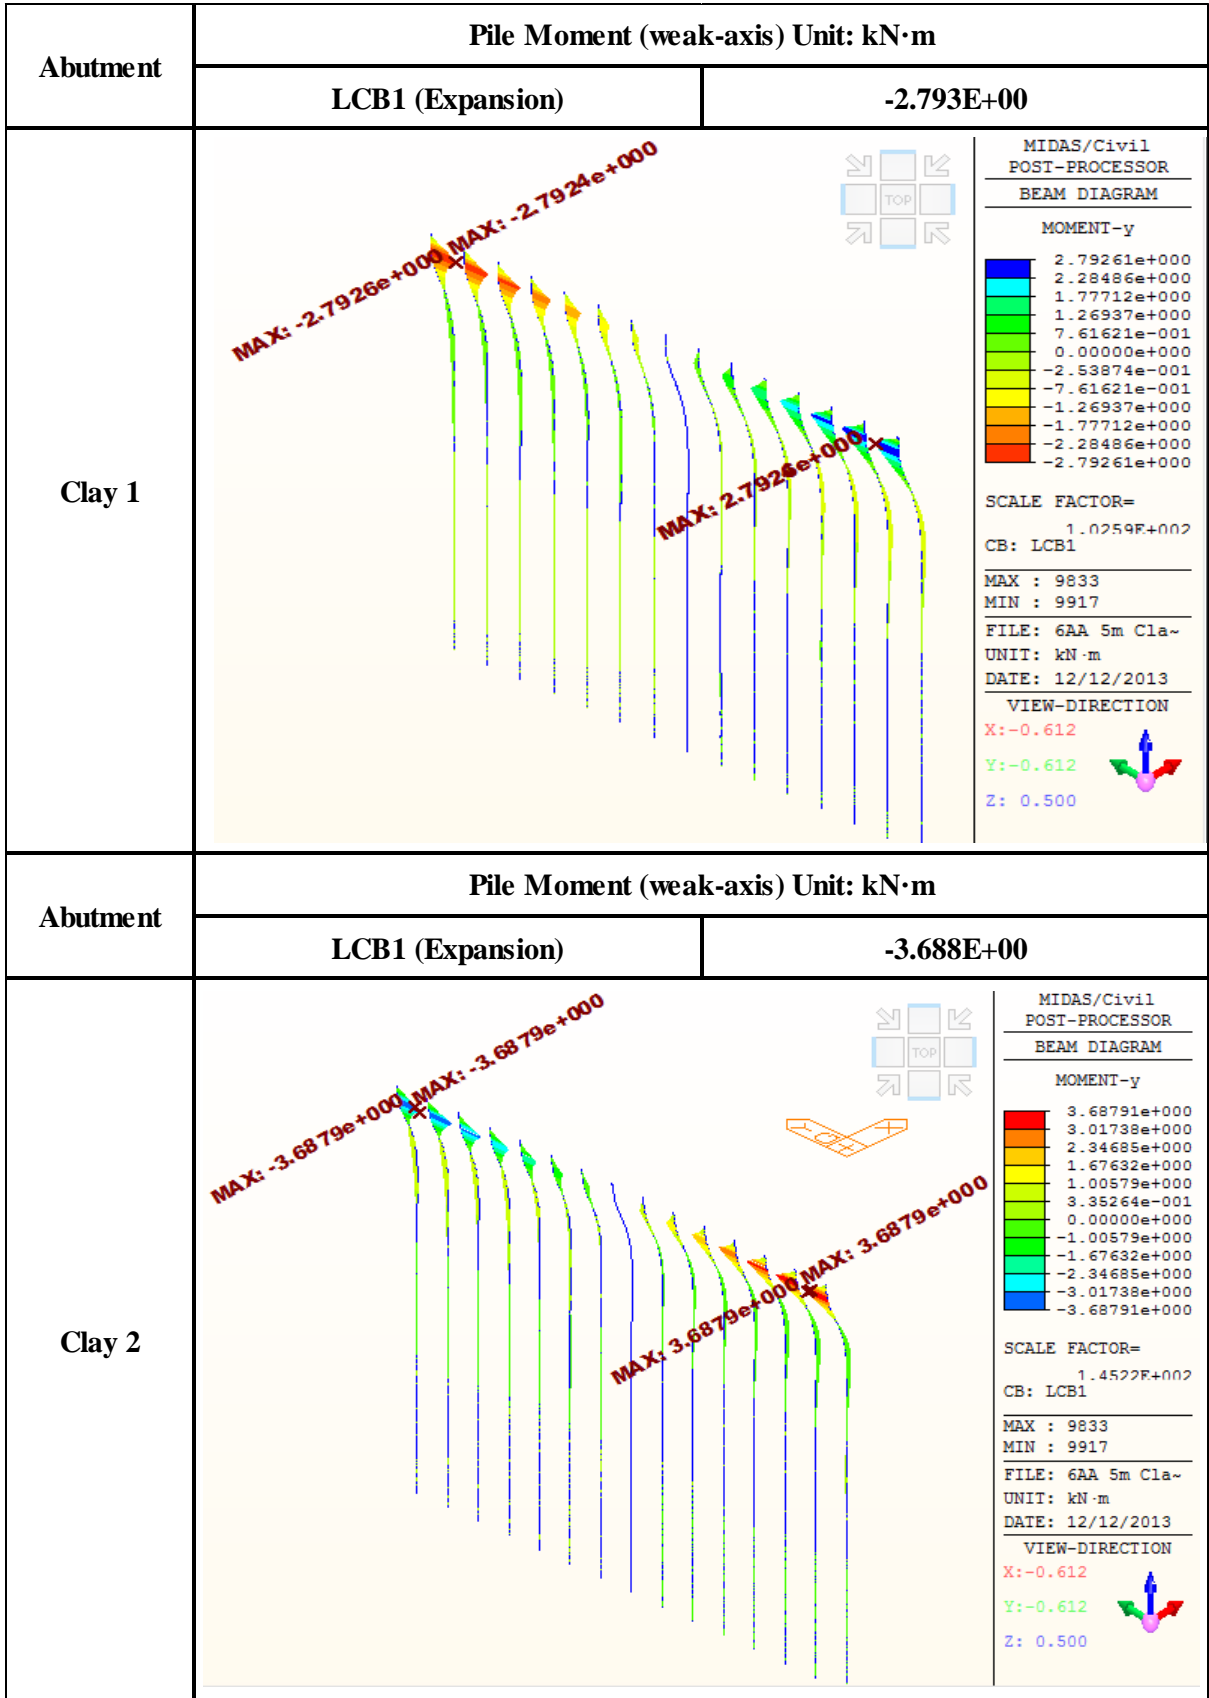 Abutment
Pile Moment (weak-axis) Unit: kN·m
LCB1 (Expansion)
-2.793E+00
Clay 1
MAX: -2.7924e+000
MAX: -2.7926e+000
MAX: 2.7926e+000
TOP
MIDAS/Civil
POST-PROCESSOR
BEAM DIAGRAM
MOMENT-y
2.79261e+000
2.28486e+000
1.77712e+000
1.26937e+000
7.61621e-001
0.00000e+000
-2.53874e-001
-7.61621e-001
-1.26937e+000
-1.77712e+000
-2.28486e+000
-2.79261e+000
SCALE FACTOR=
1.0259E+002
CB: LCB1
MAX : 9833
MIN : 9917
FILE: 6AA 5m Cla~
UNIT: kN·m
DATE: 12/12/2013
VIEW-DIRECTION
X:-0.612
Y:-0.612
Z: 0.500
Abutment
Pile Moment (weak-axis) Unit: kN·m
LCB1 (Expansion)
-3.688E+00
Clay 2
MAX: -3.6879e+000
MAX: -3.6879e+000
MAX: 3.6879e+000
MAX: 3.6879e+000
TOP
MIDAS/Civil
POST-PROCESSOR
BEAM DIAGRAM
MOMENT-y
3.68791e+000
3.01738e+000
2.34685e+000
1.67632e+000
1.00579e+000
3.35264e-001
0.00000e+000
-1.00579e+000
-1.67632e+000
-2.34685e+000
-3.01738e+000
-3.68791e+000
SCALE FACTOR=
1.4522E+002
CB: LCB1
MAX : 9833
MIN : 9917
FILE: 6AA 5m Cla~
UNIT: kN·m
DATE: 12/12/2013
VIEW-DIRECTION
X:-0.612
Y:-0.612
Z: 0.500